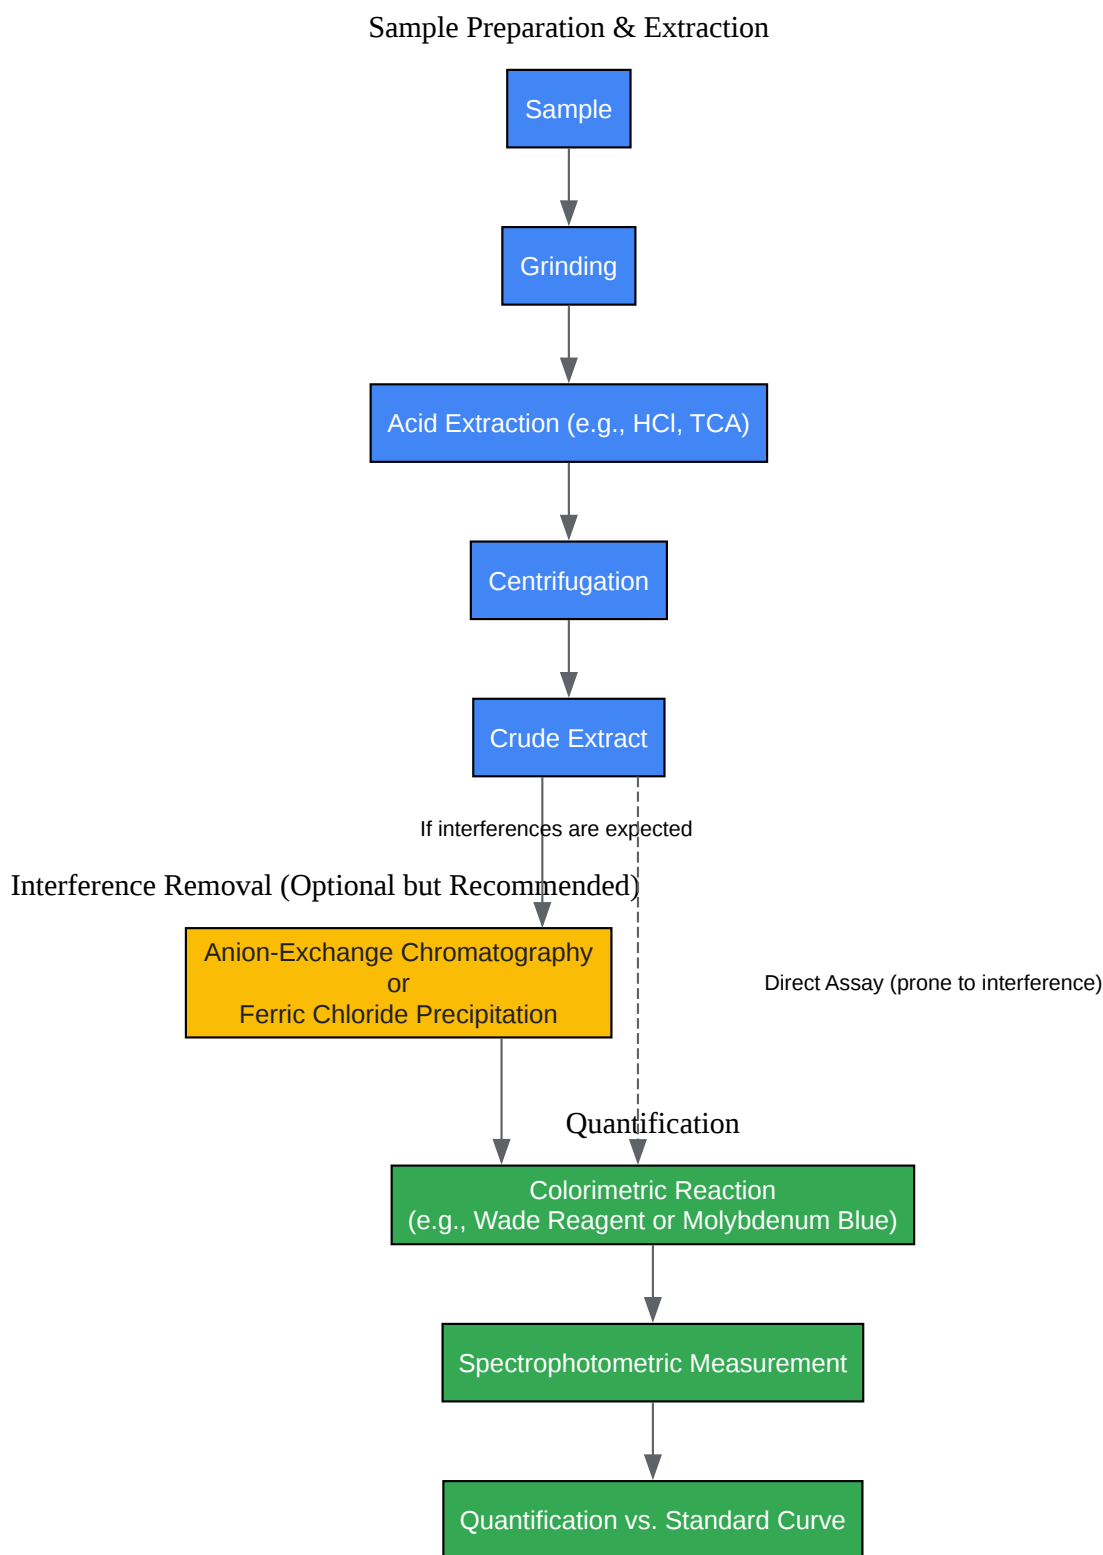 Sample Preparation & Extraction
Sample
Grinding
Acid Extraction (e.g., HCl, TCA)
Centrifugation
Crude Extract
If interferences are expected
Interference Removal (Optional but Recommended)
Anion-Exchange Chromatography
or
Ferric Chloride Precipitation
Direct Assay (prone to interference)
Quantification
Colorimetric Reaction
(e.g., Wade Reagent or Molybdenum Blue)
Spectrophotometric Measurement
Quantification vs. Standard Curve